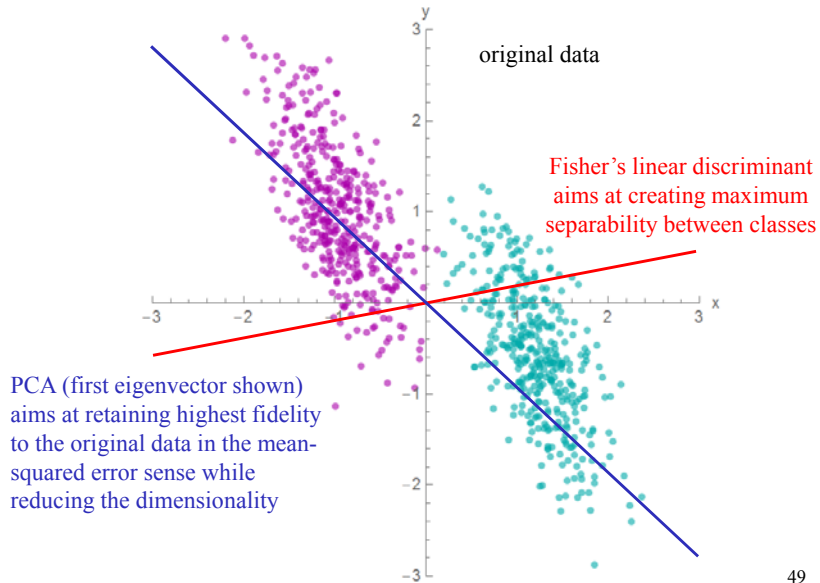 y
3
original data
2
Fisher's linear discriminant
aims at creating maximum
separability between classes
1
-3
-1
1
2
3
x
PCA (first eigenvector shown)
aims at retaining highest fidelity
to the original data in the mean-
squared error sense while
reducing the dimensionality
-1
-2
-3
49